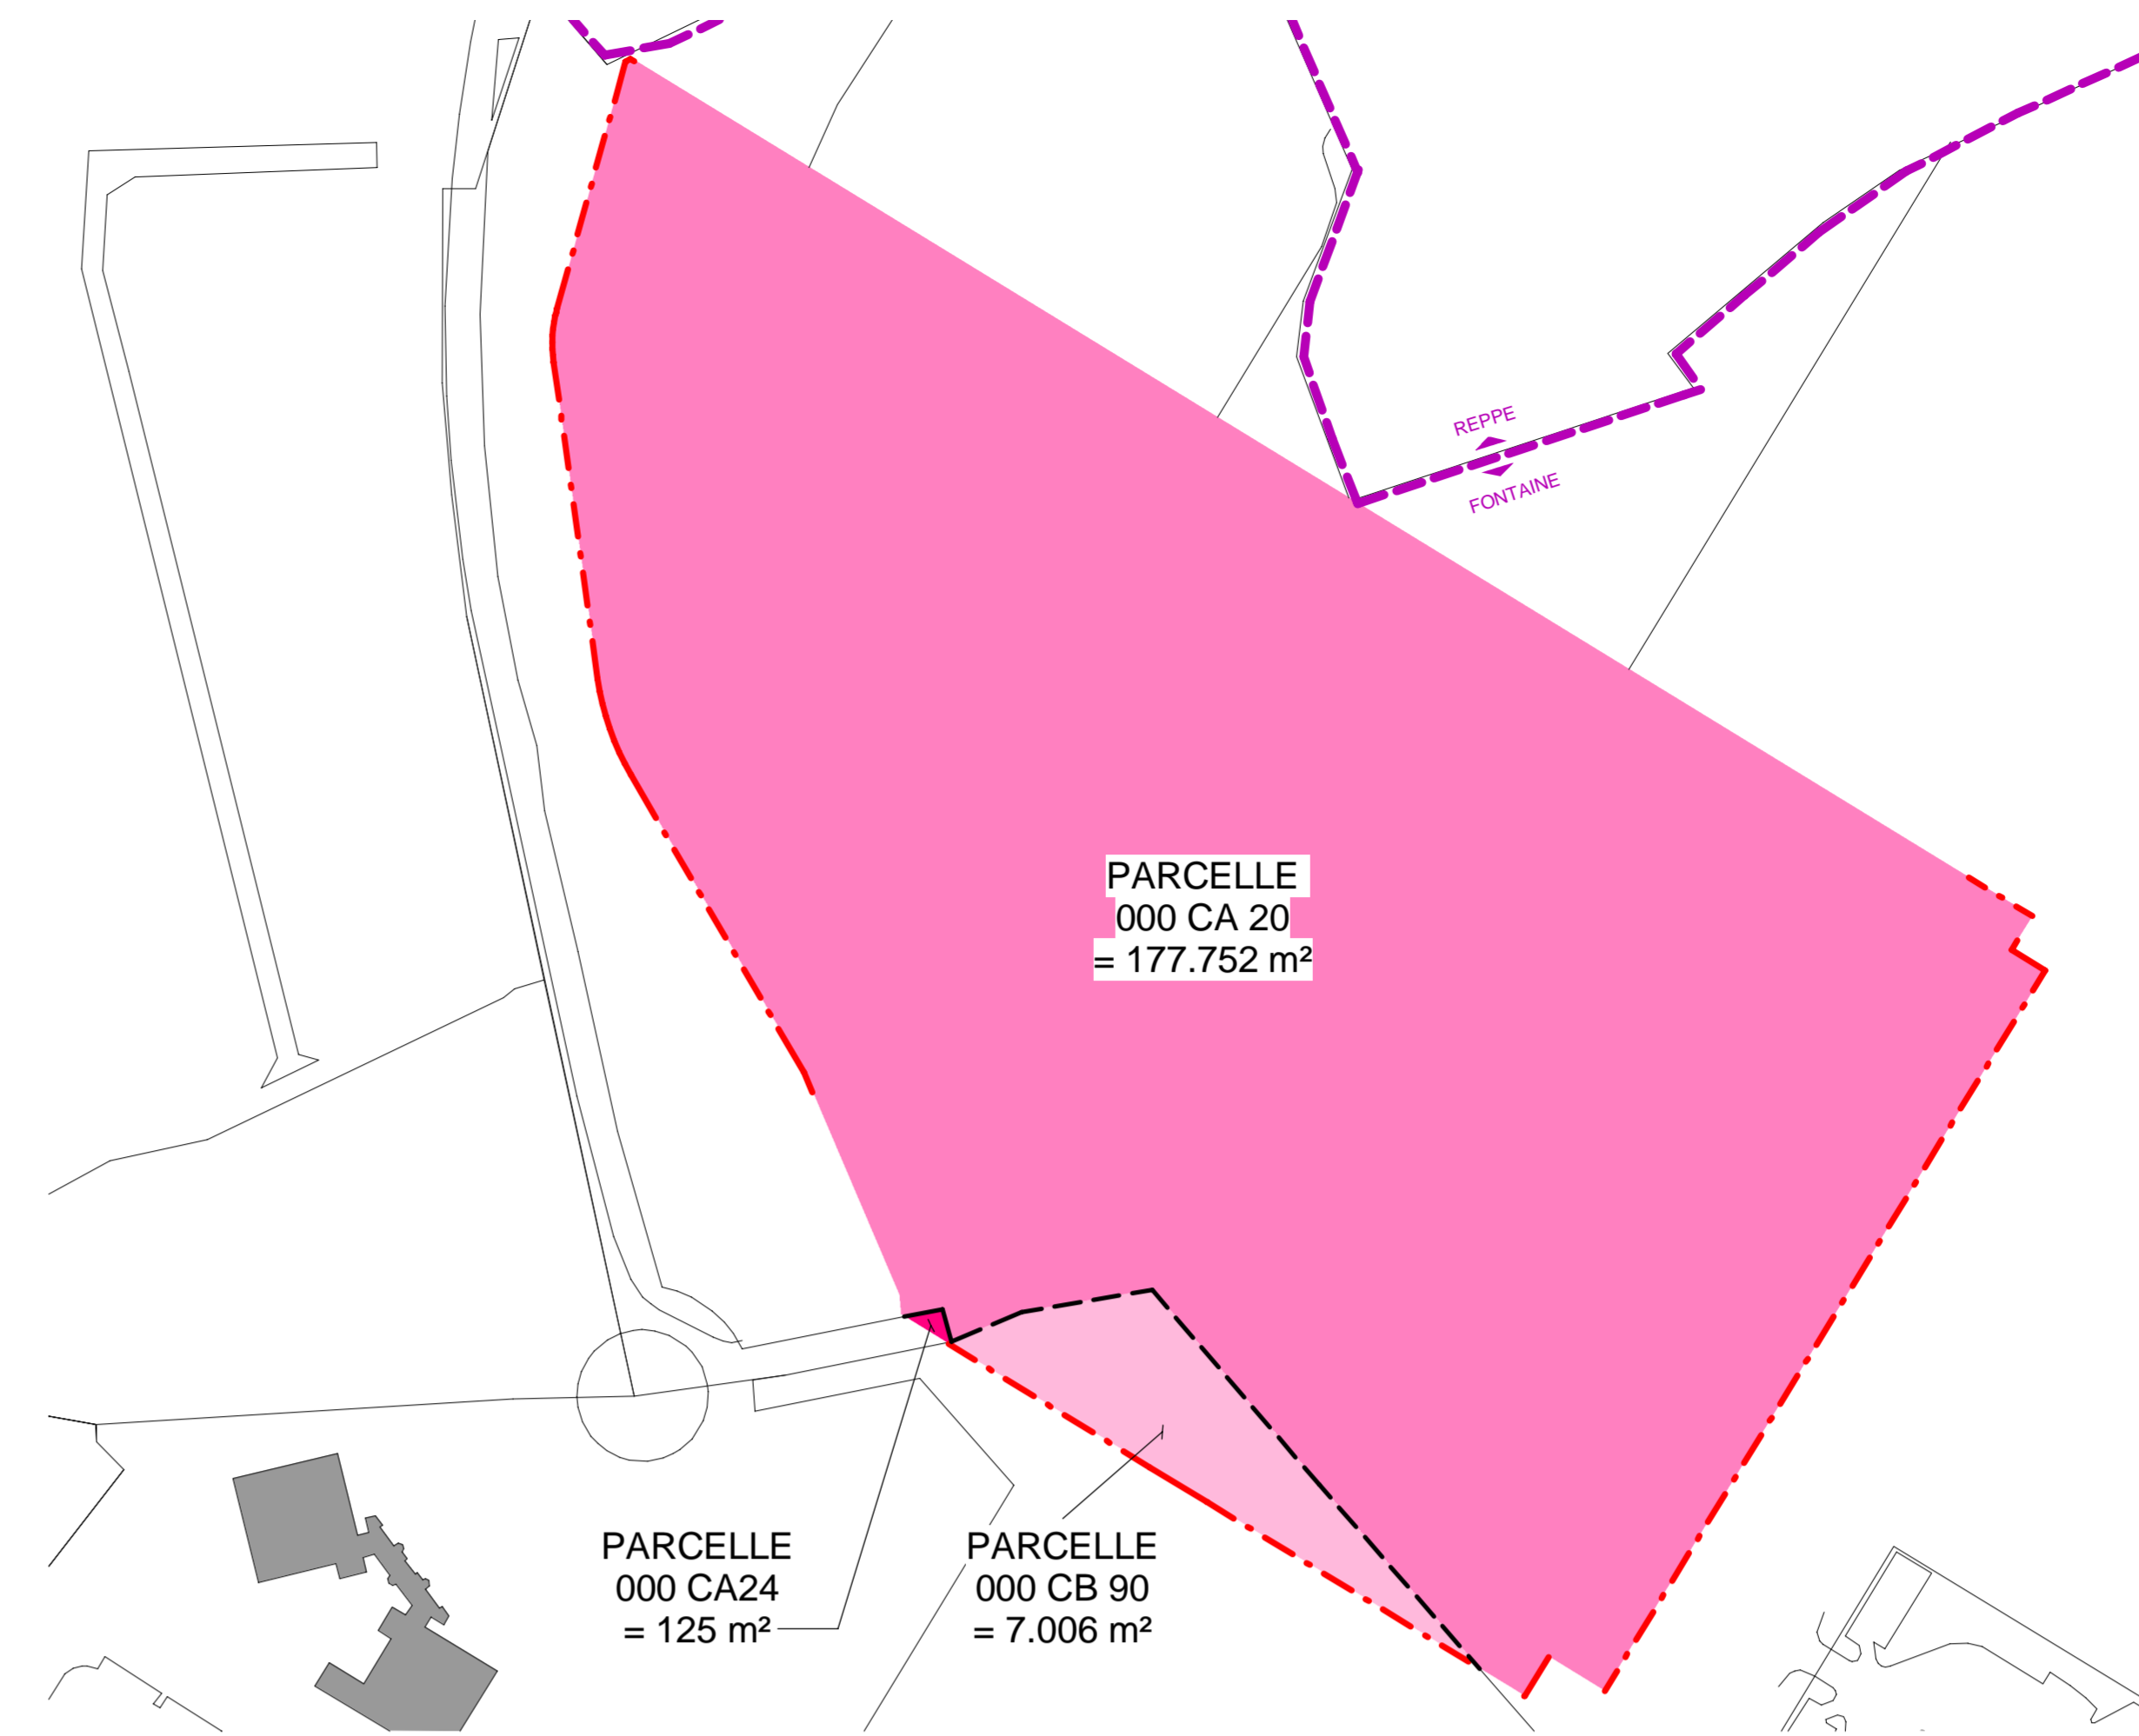 REPPE
FONTAINE
PARCELLE
000 CA 20
= 177.752 m²
PARCELLE
000 CA24
= 125 m²
PARCELLE
000 CB 90
= 7.006 m²